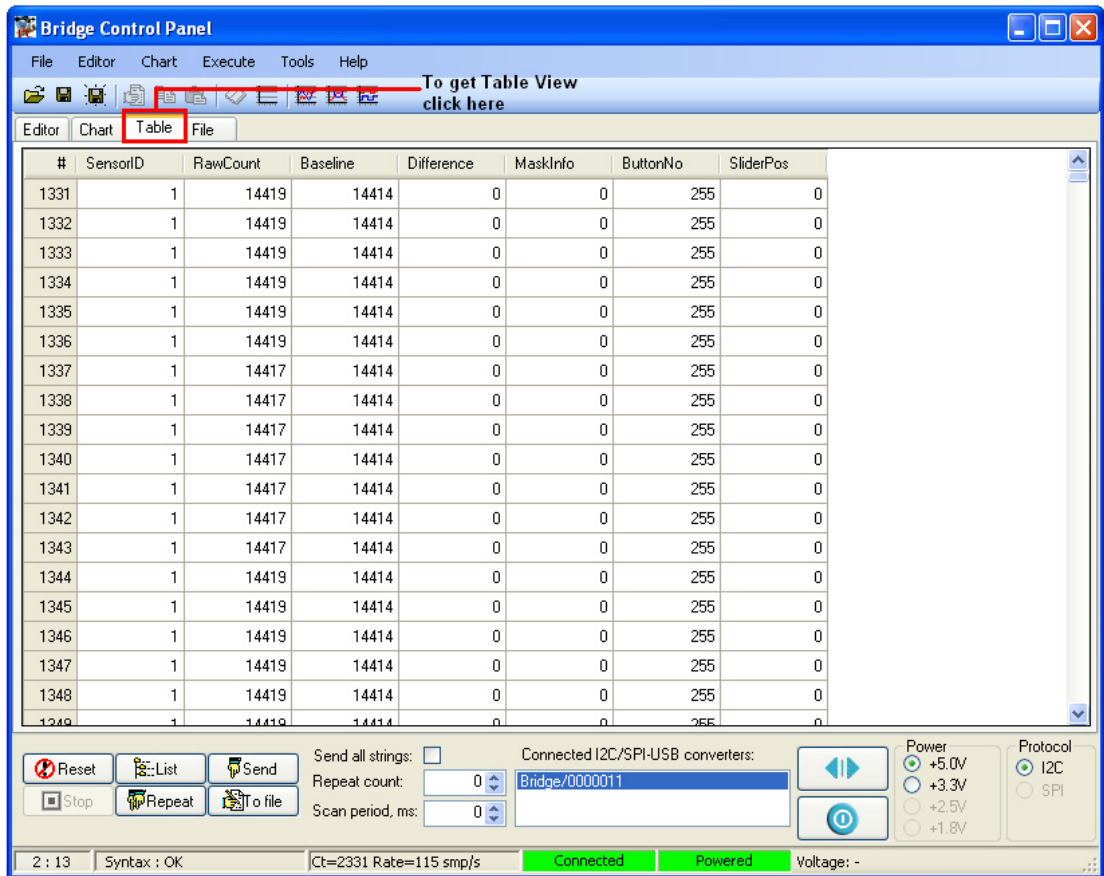 Bridge Control Panel
File Editor Chart Execute Tools Help
To get Table View
click here
Editor Chart Table File
# SensorID RawCount Baseline Difference MaskInfo ButtonNo SliderPos
1331 1 14419 14414 0 0 255 0
1332 1 14419 14414 0 0 255 0
1333 1 14419 14414 0 0 255 0
1334 1 14419 14414 0 0 255 0
1335 1 14419 14414 0 0 255 0
1336 1 14419 14414 0 0 255 0
1337 1 14417 14414 0 0 255 0
1338 1 14417 14414 0 0 255 0
1339 1 14417 14414 0 0 255 0
1340 1 14417 14414 0 0 255 0
1341 1 14417 14414 0 0 255 0
1342 1 14417 14414 0 0 255 0
1343 1 14417 14414 0 0 255 0
1344 1 14419 14414 0 0 255 0
1345 1 14419 14414 0 0 255 0
1346 1 14419 14414 0 0 255 0
1347 1 14419 14414 0 0 255 0
1348 1 14419 14414 0 0 255 0
1349 1 14419 14414 0 0 255 0
Reset List Send
Stop Repeat To file
Send all strings:
Repeat count: 0
Scan period, ms: 0
Connected I2C/SPI-USB converters:
Bridge/0000011
Power
+5.0V
+3.3V
+2.5V
+1.8V
Protocol
I2C
SPI
2 : 13 Syntax : OK Ct=2331 Rate=115 smp/s Connected Powered Voltage: -